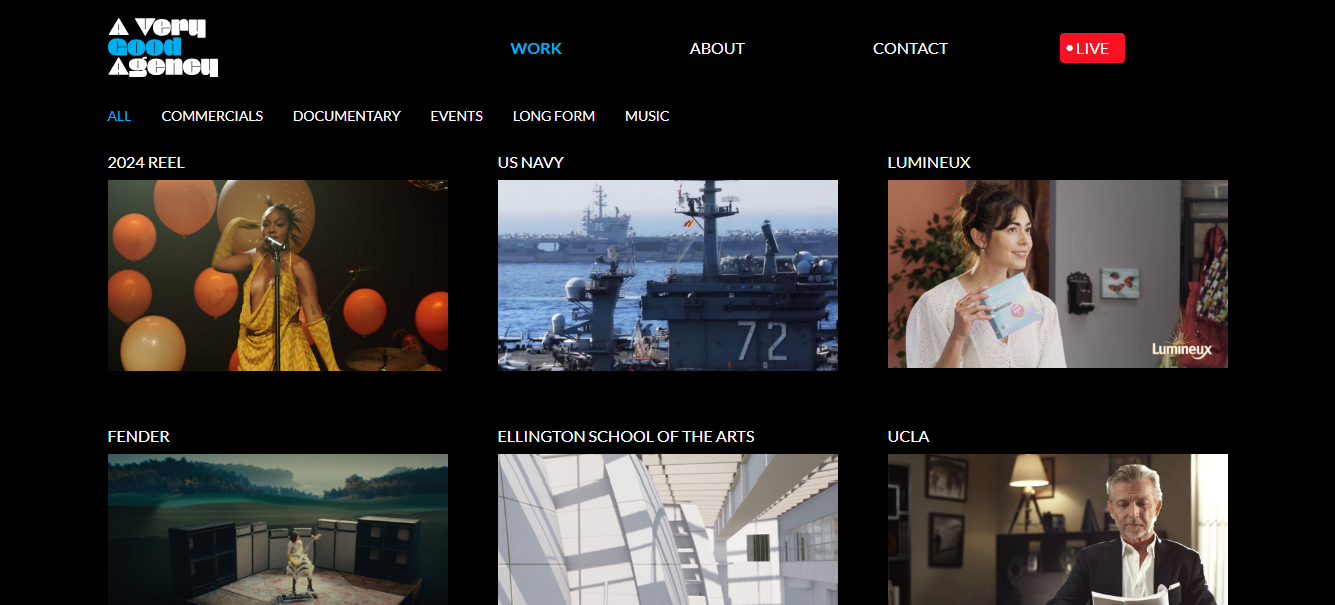 A Very
Good
Agency
WORK
ABOUT
CONTACT
LIVE
ALL
COMMERCIALS
DOCUMENTARY
EVENTS
LONG FORM
MUSIC
2024 REEL
US NAVY
LUMINEUX
76
72
Lumineux
FENDER
ELLINGTON SCHOOL OF THE ARTS
UCLA